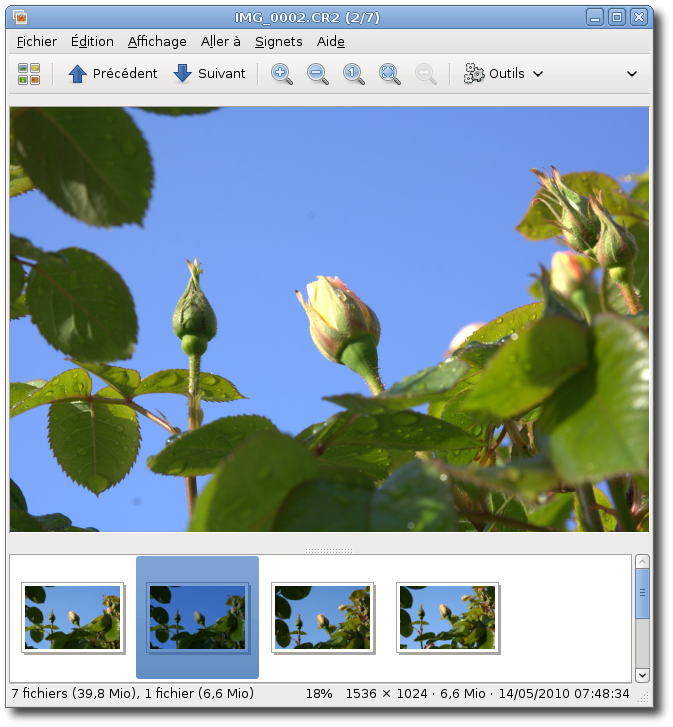 IMG_0002.CR2 (2/7)
Fichier Édition Affichage Aller à Signets Aide
Précédent Suivant 1 Outils
7 fichiers (39,8 Mio), 1 fichier (6,6 Mio) 18% 1536 × 1024 · 6,6 Mio · 14/05/2010 07:48:34